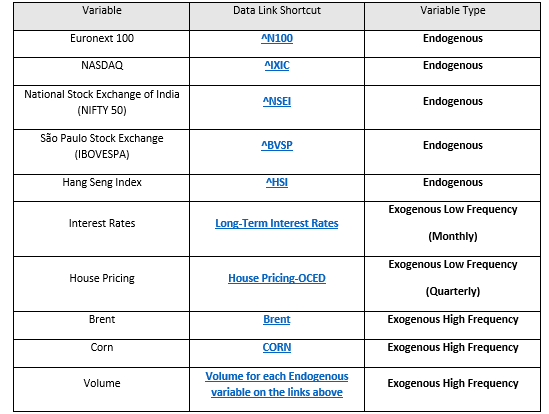 Variable Data Link Shortcut Variable Type
Euronext 100 ^N100 Endogenous
NASDAQ ^IXIC Endogenous
National Stock Exchange of India
(NIFTY 50) ^NSEI Endogenous
São Paulo Stock Exchange
(IBOVESPA) ^BVSP Endogenous
Hang Seng Index ^HSI Endogenous
Interest Rates Long-Term Interest Rates Exogenous Low Frequency
(Monthly)
House Pricing House Pricing-OCED Exogenous Low Frequency
(Quarterly)
Brent Brent Exogenous High Frequency
Corn CORN Exogenous High Frequency
Volume Volume for each Endogenous
variable on the links above Exogenous High Frequency